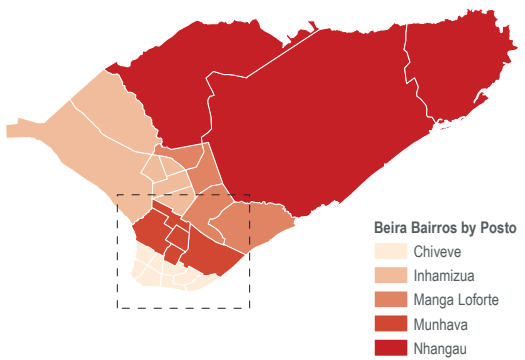 Beira Bairros by Posto
Chiveve
Inhamizua
Manga Loforte
Munhava
Nhangau